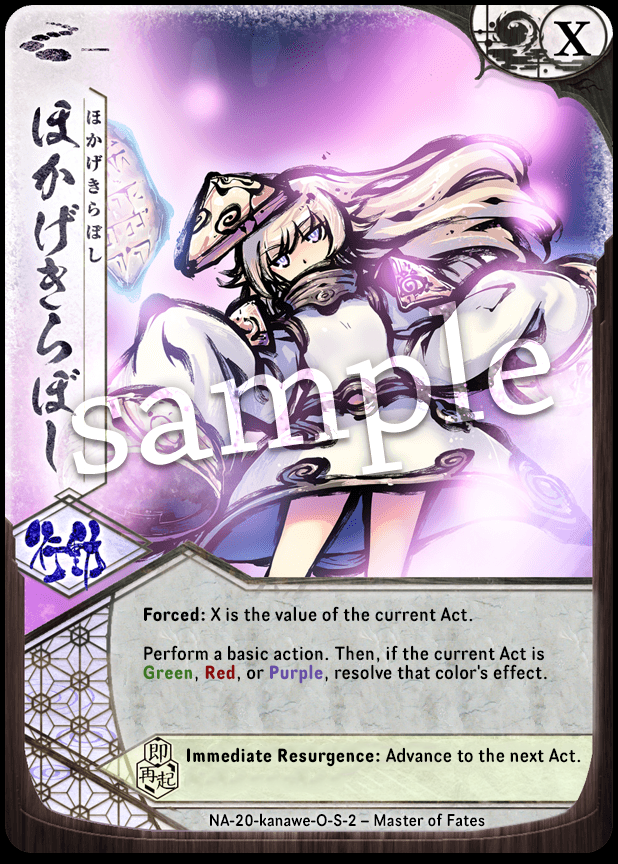 X
ほかげきらぼし
ほかげきらぼし
sample
行動
Forced: X is the value of the current Act.
Perform a basic action. Then, if the current Act is
Green, Red, or Purple, resolve that color's effect.
即
再起
Immediate Resurgence: Advance to the next Act.
NA-20-kanawe-O-S-2 – Master of Fates